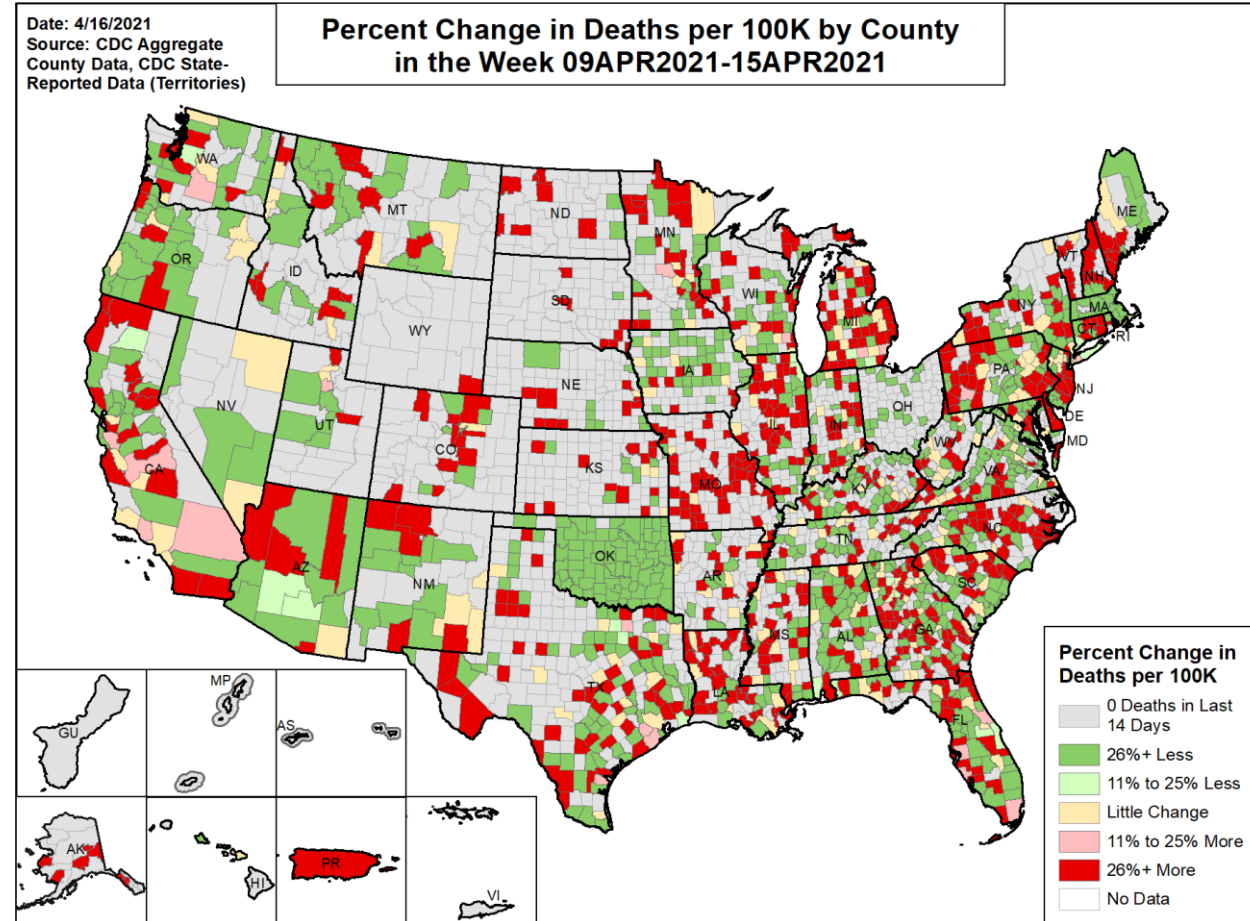 Date: 4/16/2021
Source: CDC Aggregate
County Data, CDC State-
Reported Data (Territories)
Percent Change in Deaths per 100K by County
in the Week 09APR2021-15APR2021
WA
MT
ND
MN
ME
OR
ID
SD
WI
MI
VT
NH
NY
MA
CT
RI
WY
NE
IA
PA
NJ
NV
UT
CO
IL
IN
OH
DE
MD
WV
VA
CA
KS
MO
KY
AZ
NM
OK
AR
TN
NC
SC
MS
AL
GA
TX
LA
FL
GU
MP
AS
AK
HI
PR
VI
Percent Change in
Deaths per 100K
0 Deaths in Last
14 Days
26%+ Less
11% to 25% Less
Little Change
11% to 25% More
26%+ More
No Data